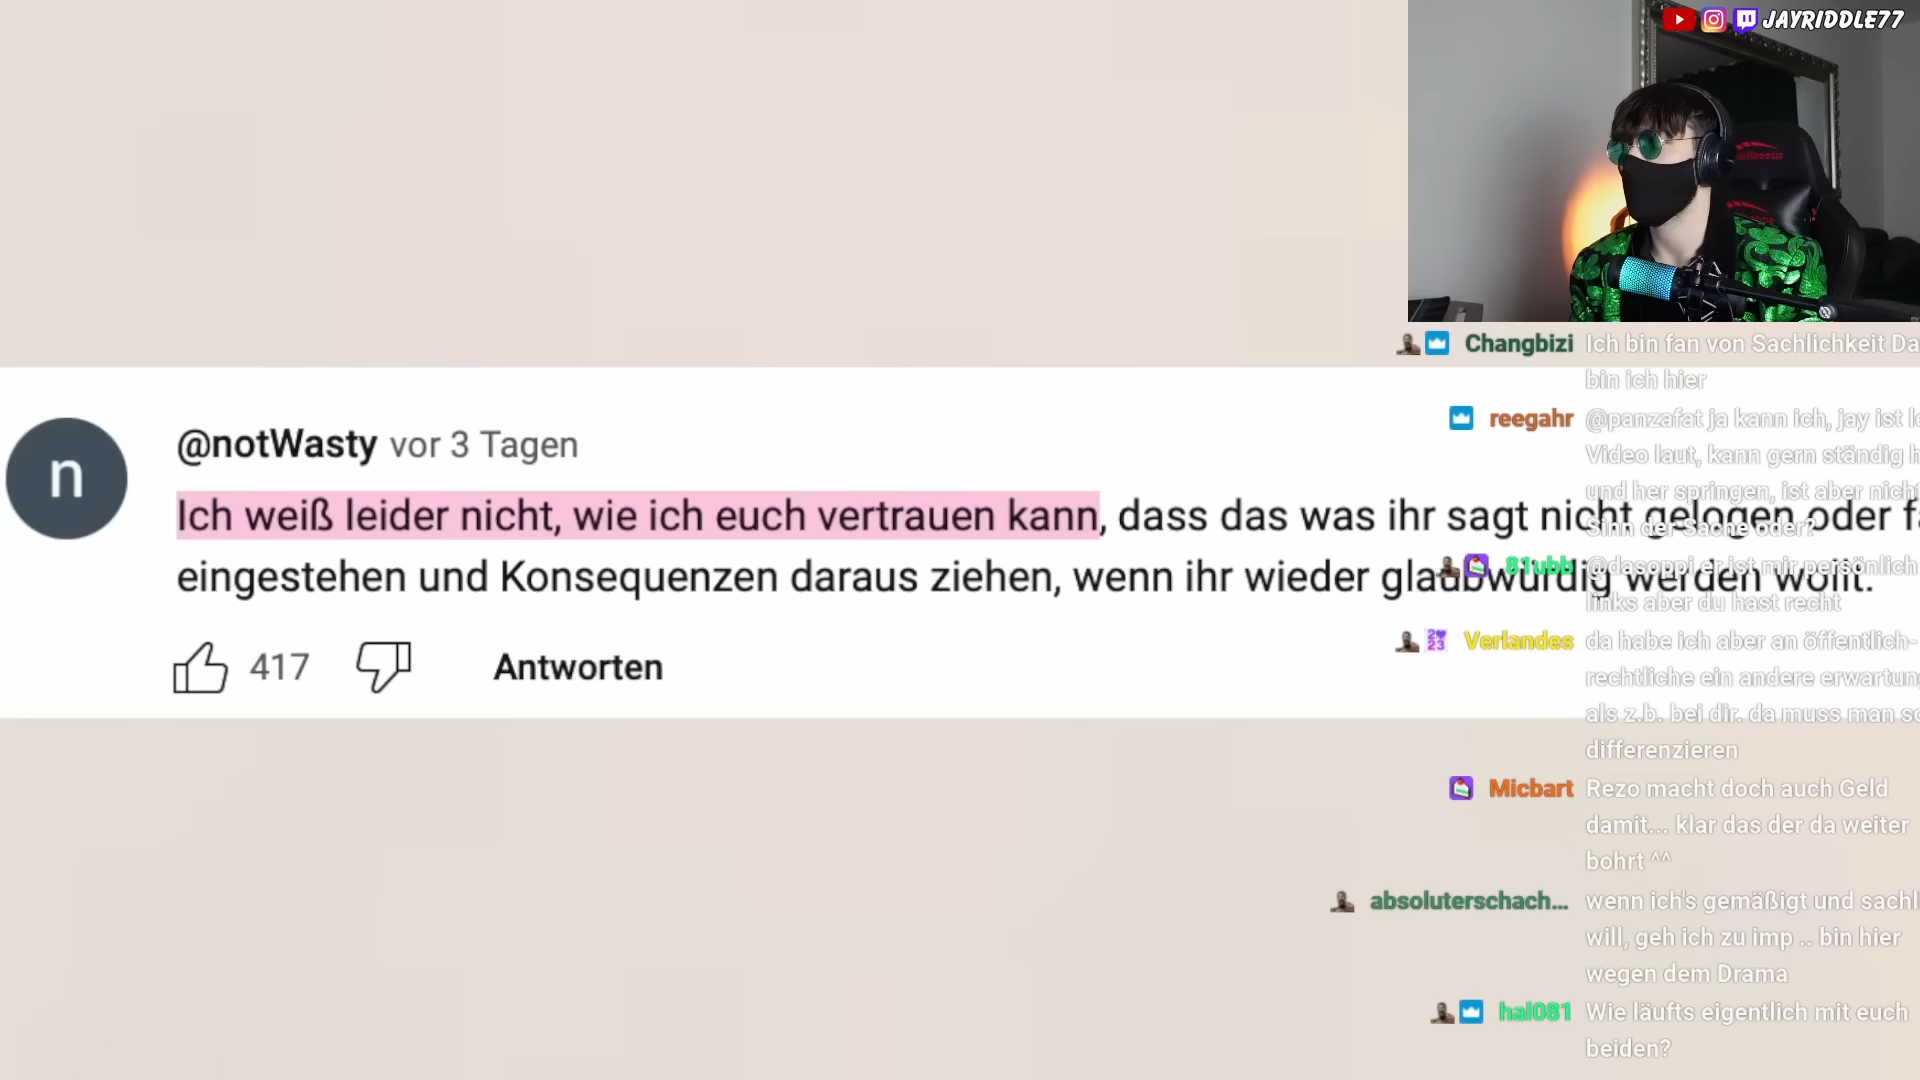 JAYRIDDLE77
n
@notWasty vor 3 Tagen
Ich weiß leider nicht, wie ich euch vertrauen kann, dass das was ihr sagt nicht gelogen oder
eingestehen und Konsequenzen daraus ziehen, wenn ihr wieder glaubwürdig werden wollt.
417 Antworten
Changbizi Ich bin fan von Sachlichkeit Da
bin ich hier
reegahr @panzafat ja kann ich, jay ist
Video laut, kann gern ständig
und her springen, ist aber nicht
Sinn der Sache oder?
81ubb @dasoppi er ist mir persönlich
links aber du hast recht
Verlandes da habe ich aber an öffentlich-
rechtliche ein andere
als z.b. bei dir. da muss man
differenzieren
Micbart Rezo macht doch auch Geld
damit... klar das der da weiter
bohrt ^^
absoluterschach... wenn ich's gemäßigt und
will, geh ich zu imp .. bin hier
wegen dem Drama
hal081 Wie läufts eigentlich mit euch
beiden?